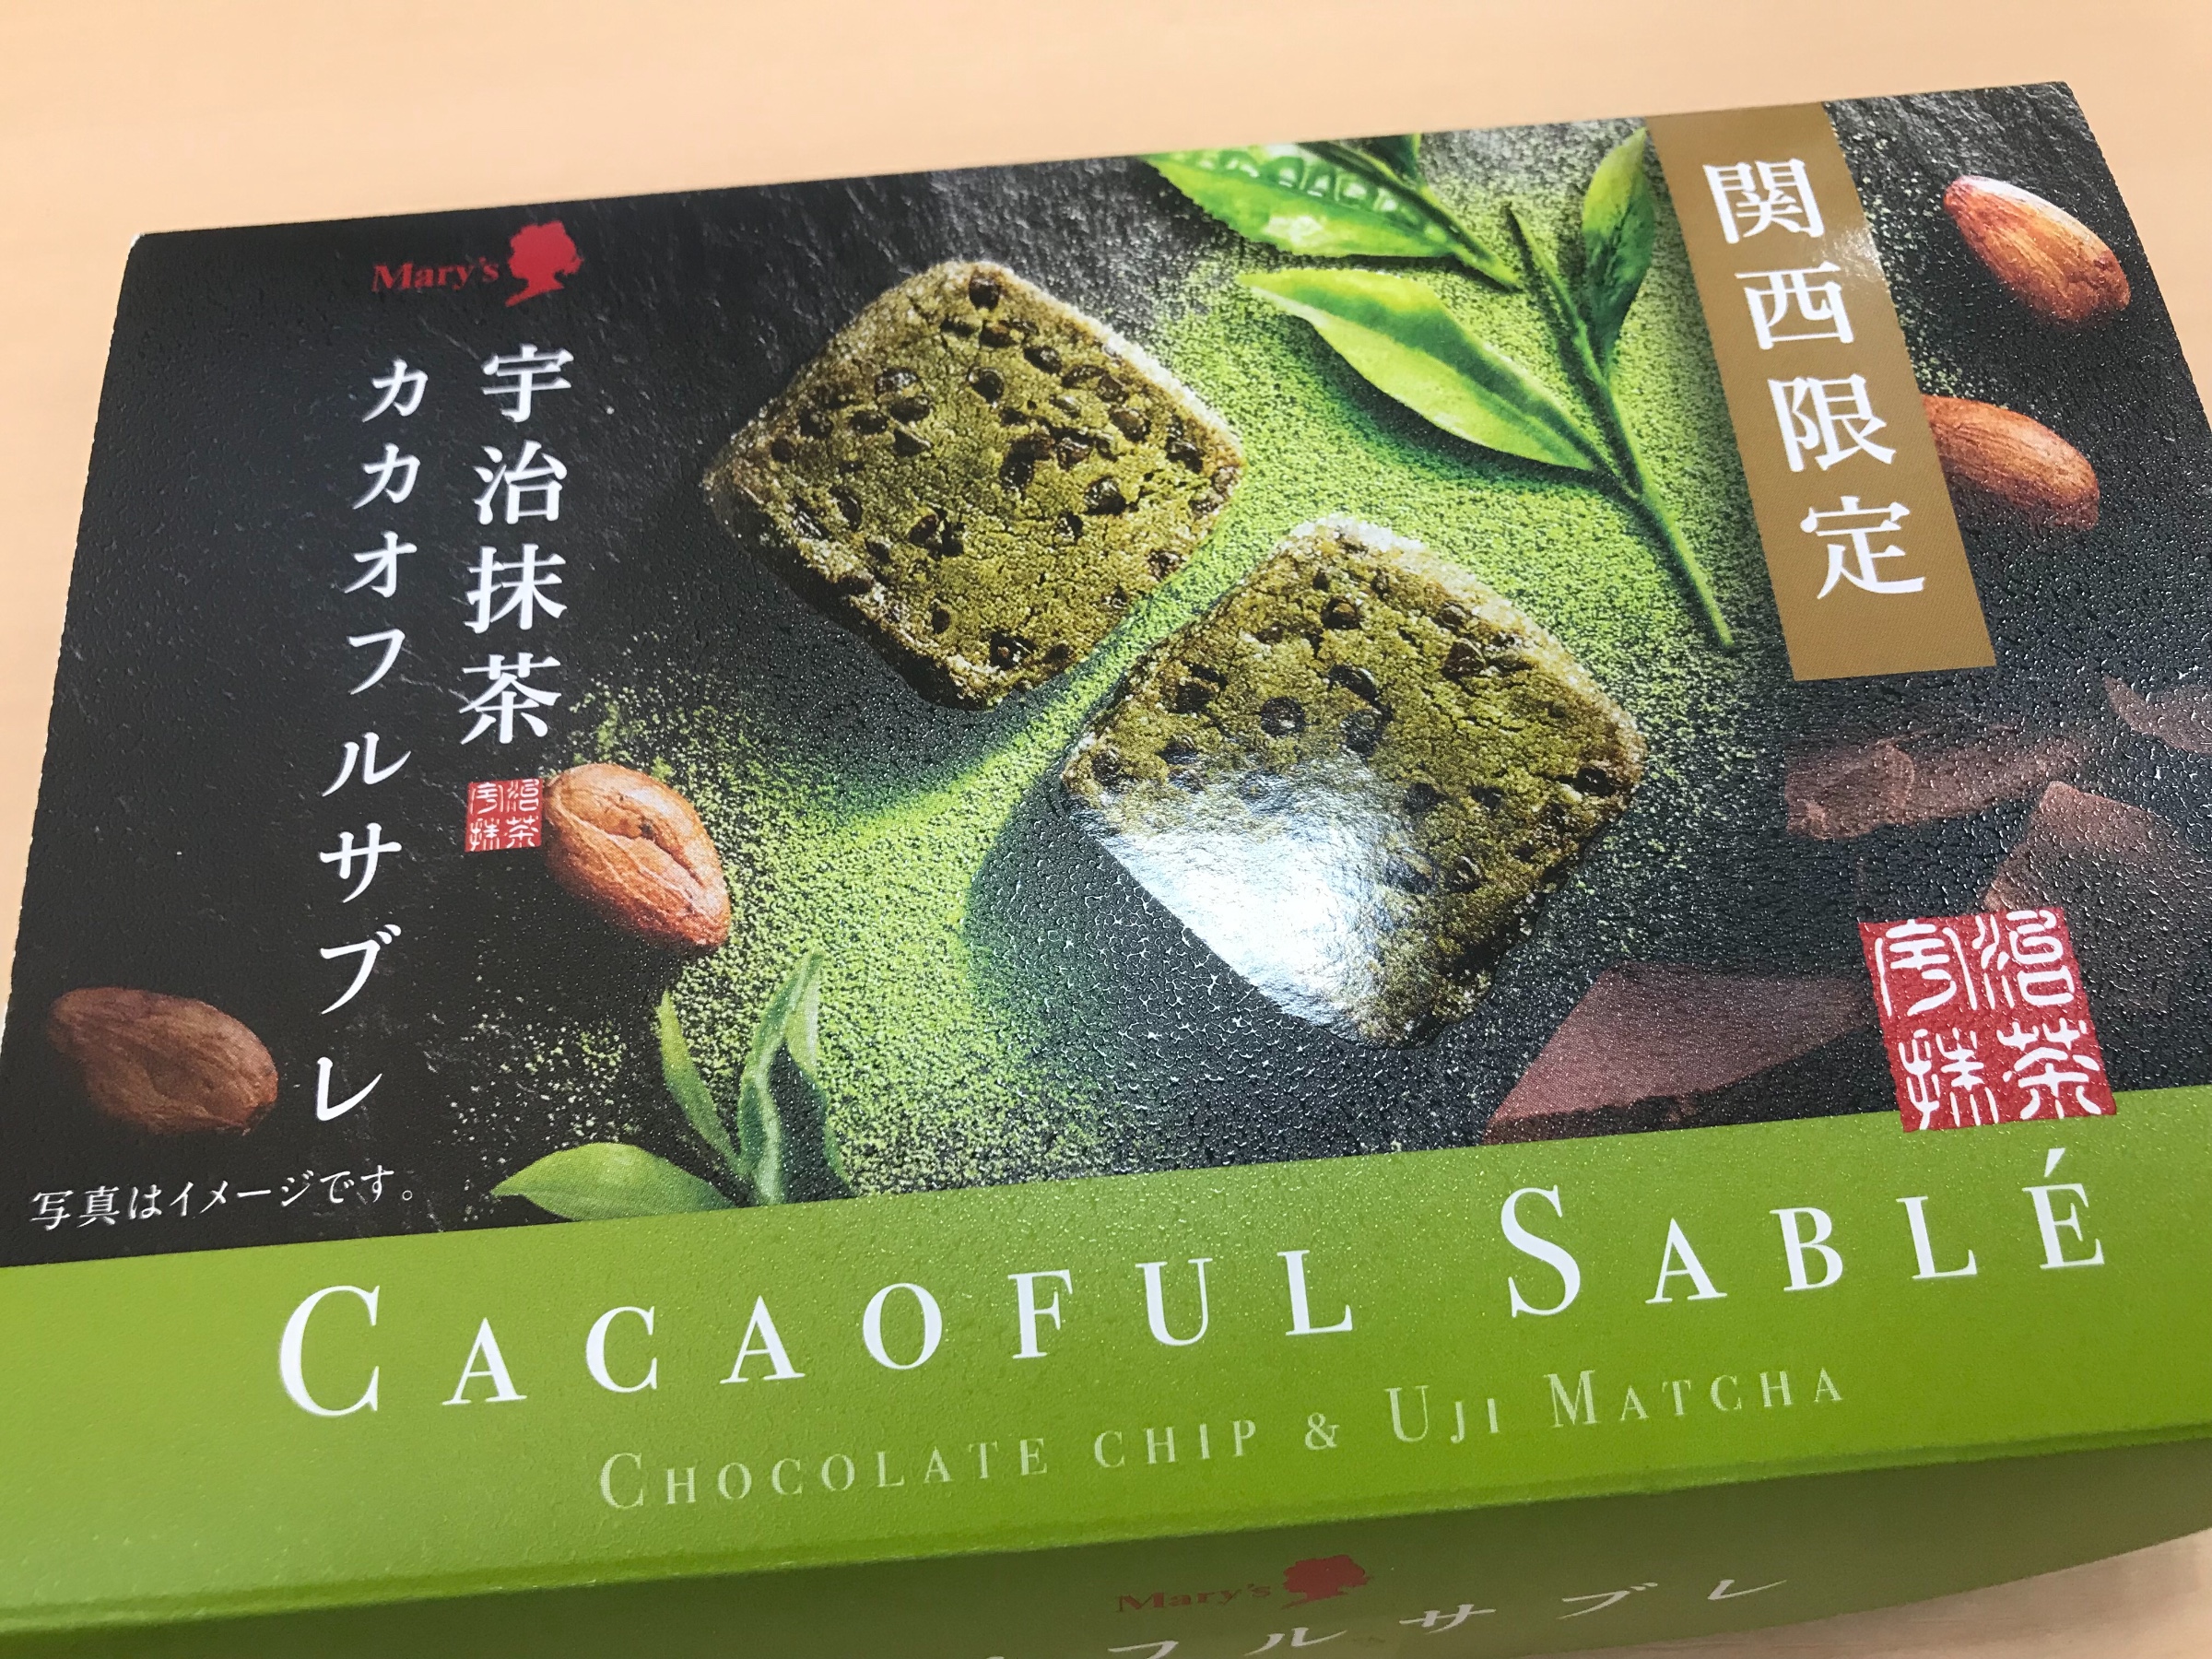 Mary's
宇治抹茶
カカオフルサブレ
宇治抹茶
関西限定
宇治抹茶
写真はイメージです。
CACAOFUL SABLÉ
CHOCOLATE CHIP & UJI MATCHA
Mary's
フルサブレ